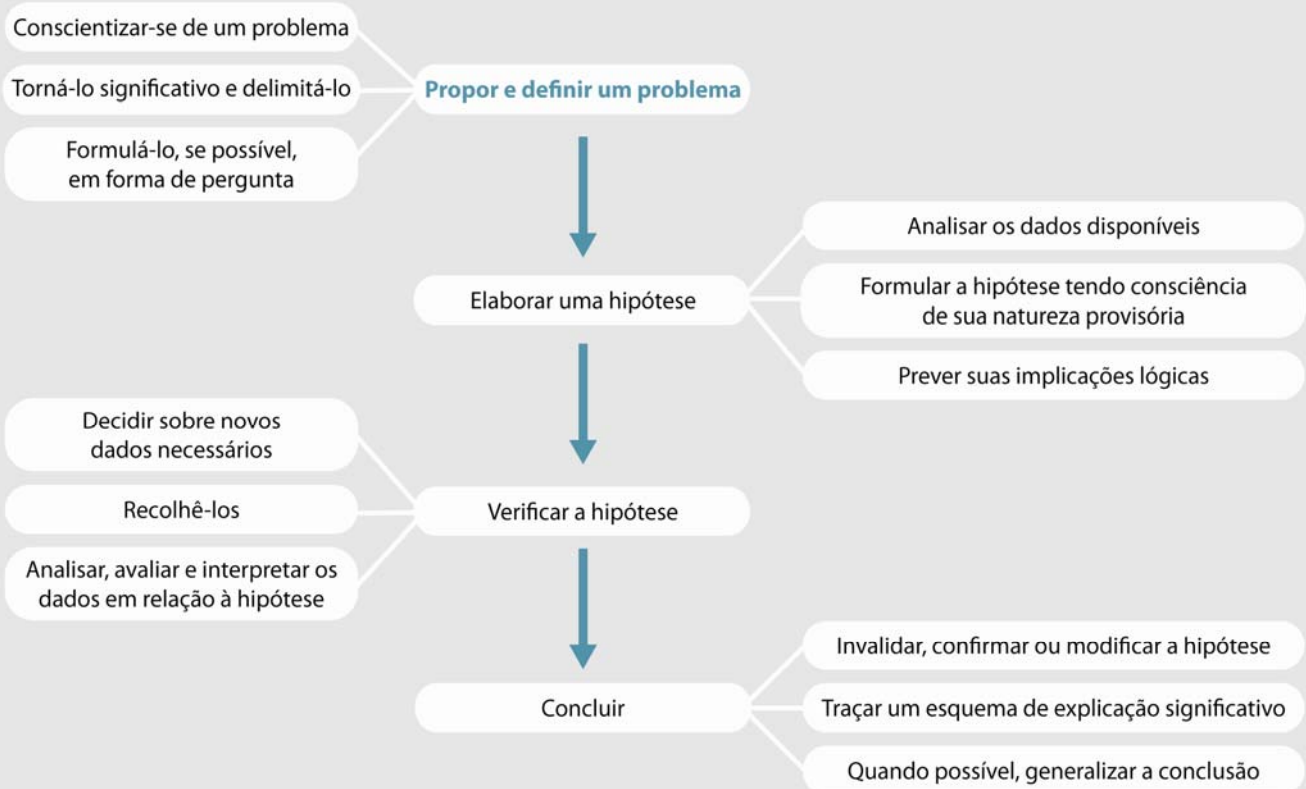 Conscientizar-se de um problema
Torná-lo significativo e delimitá-lo
Formulá-lo, se possível,
em forma de pergunta
Propor e definir um problema
Elaborar uma hipótese
Analisar os dados disponíveis
Formular a hipótese tendo consciência
de sua natureza provisória
Prever suas implicações lógicas
Decidir sobre novos
dados necessários
Recolhê-los
Analisar, avaliar e interpretar os
dados em relação à hipótese
Verificar a hipótese
Concluir
Invalidar, confirmar ou modificar a hipótese
Traçar um esquema de explicação significativo
Quando possível, generalizar a conclusão